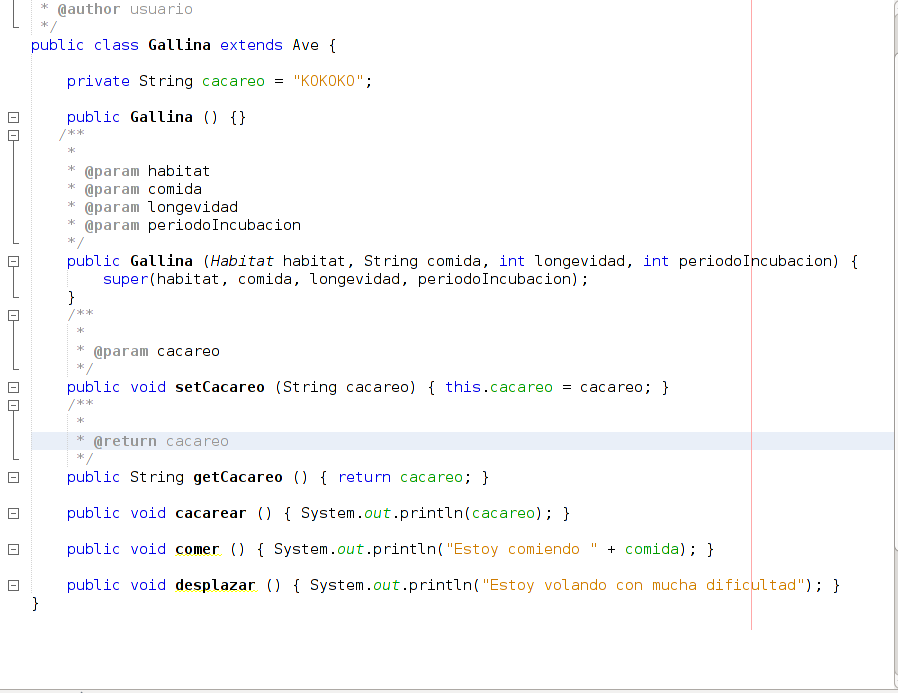 * @author usuario
 */
public class Gallina extends Ave {
    private String cacareo = "KOKOKO";
    public Gallina () {}
   /**
    *
    * @param habitat
    * @param comida
    * @param longevidad
    * @param periodoIncubacion
    */
    public Gallina (Habitat habitat, String comida, int longevidad, int periodoIncubacion) {
        super(habitat, comida, longevidad, periodoIncubacion);
    }
    /**
     *
     * @param cacareo
     */
    public void setCacareo (String cacareo) { this.cacareo = cacareo; }
    /**
     *
     * @return cacareo
     */
    public String getCacareo () { return cacareo; }
    public void cacarear () { System.out.println(cacareo); }
    public void comer () { System.out.println("Estoy comiendo " + comida); }
    public void desplazar () { System.out.println("Estoy volando con mucha dificultad"); }
}